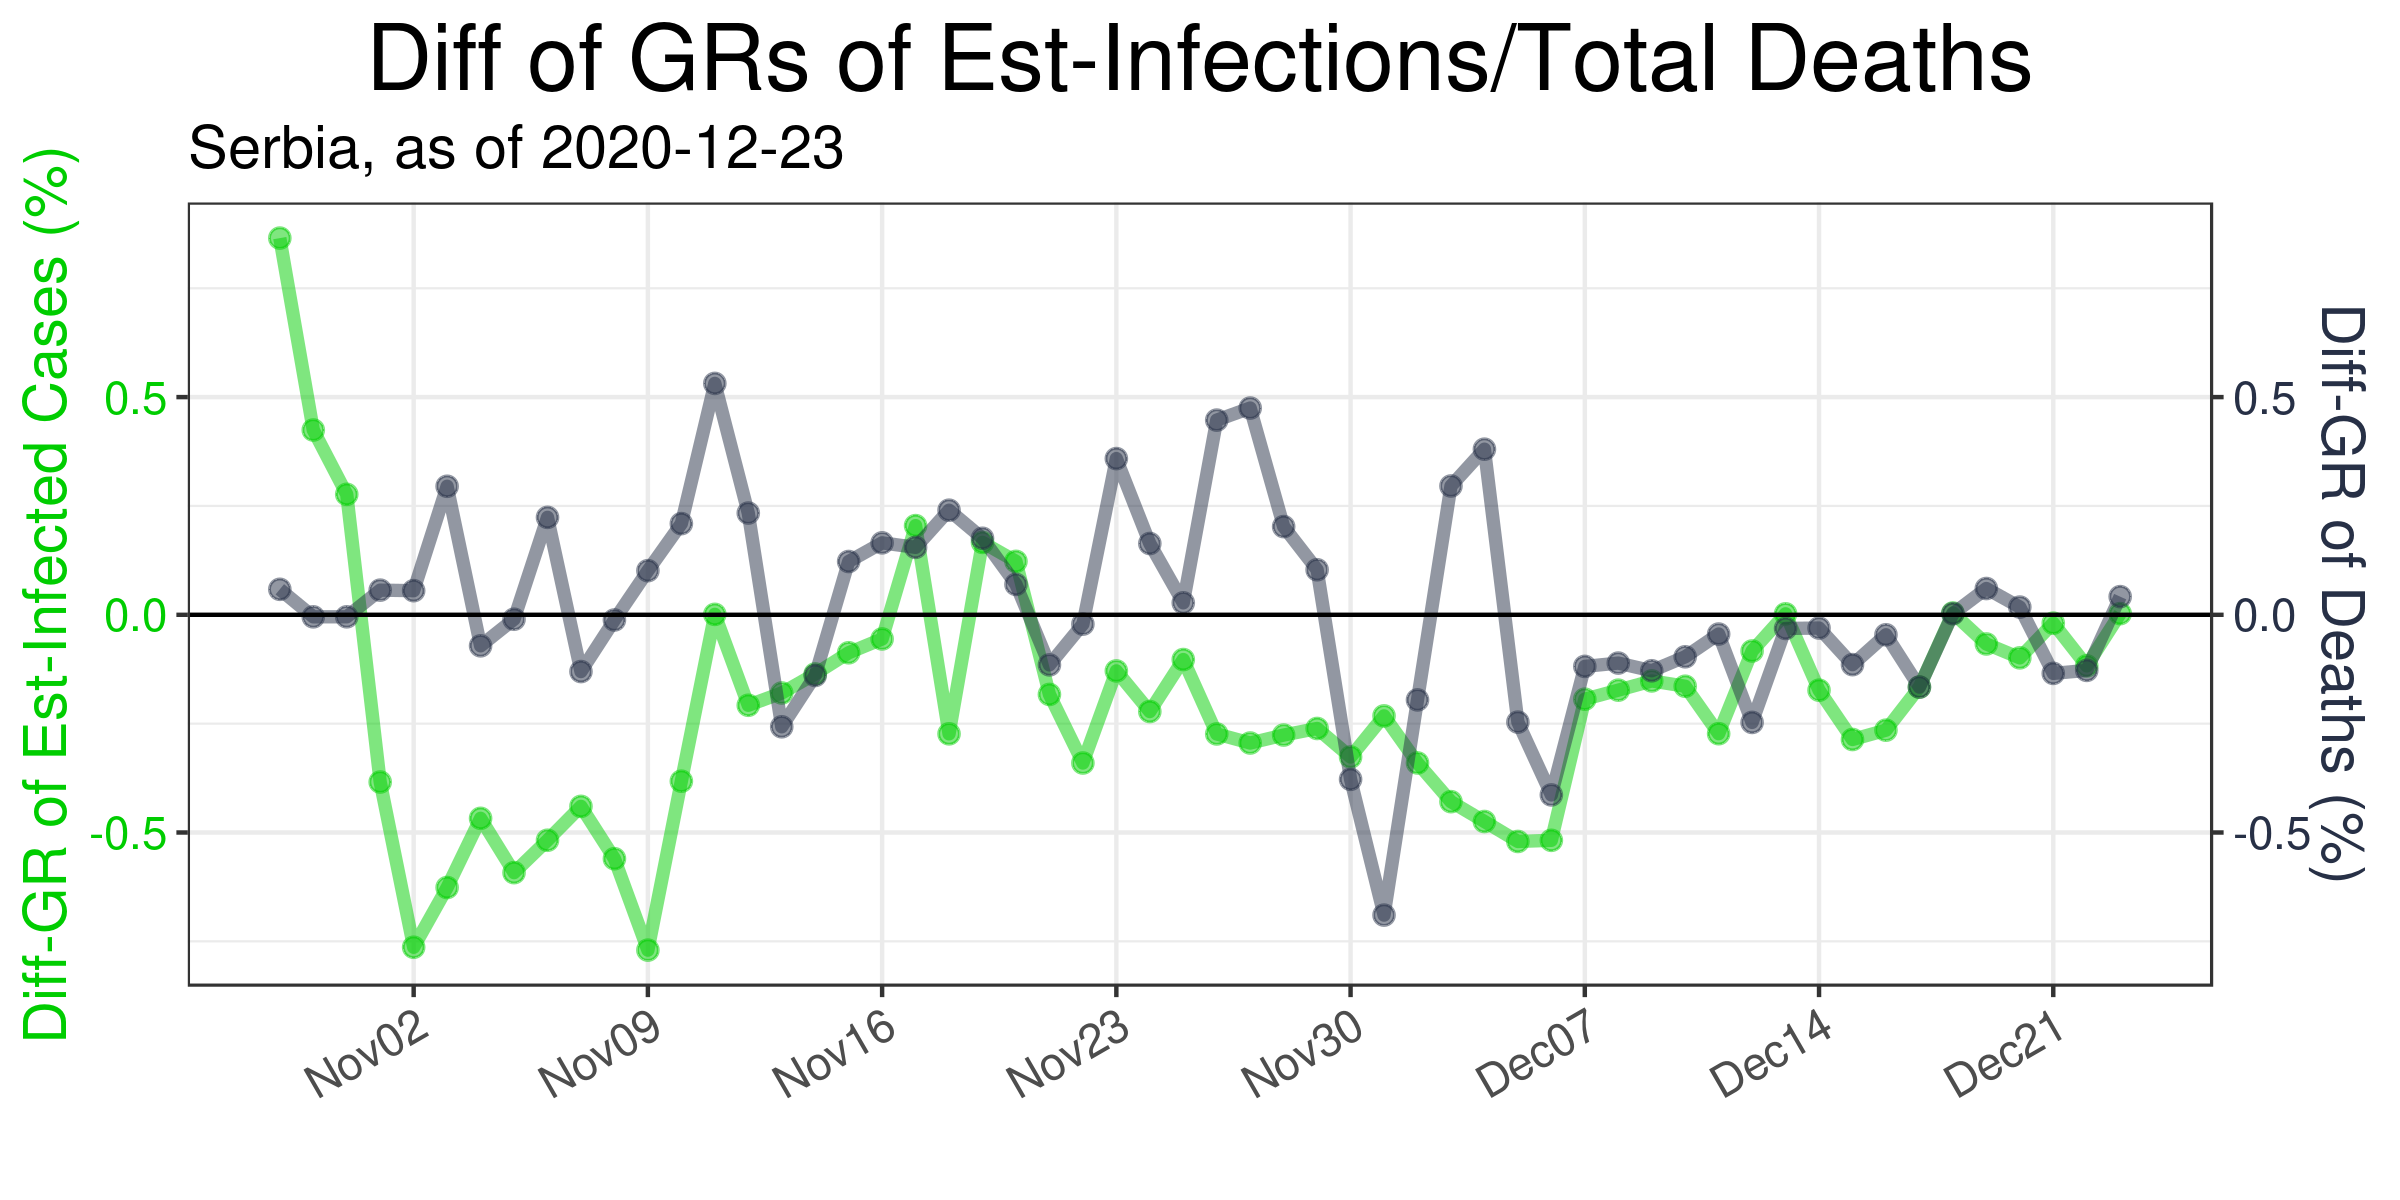 Diff of GRs of Est-Infections/Total Deaths
Serbia, as of 2020-12-23
Diff-GR of Est-Infected Cases (%)
0.5
0.0
-0.5
0.5
0.0
-0.5
Diff-GR of Deaths (%)
Nov02
Nov09
Nov16
Nov23
Nov30
Dec07
Dec14
Dec21